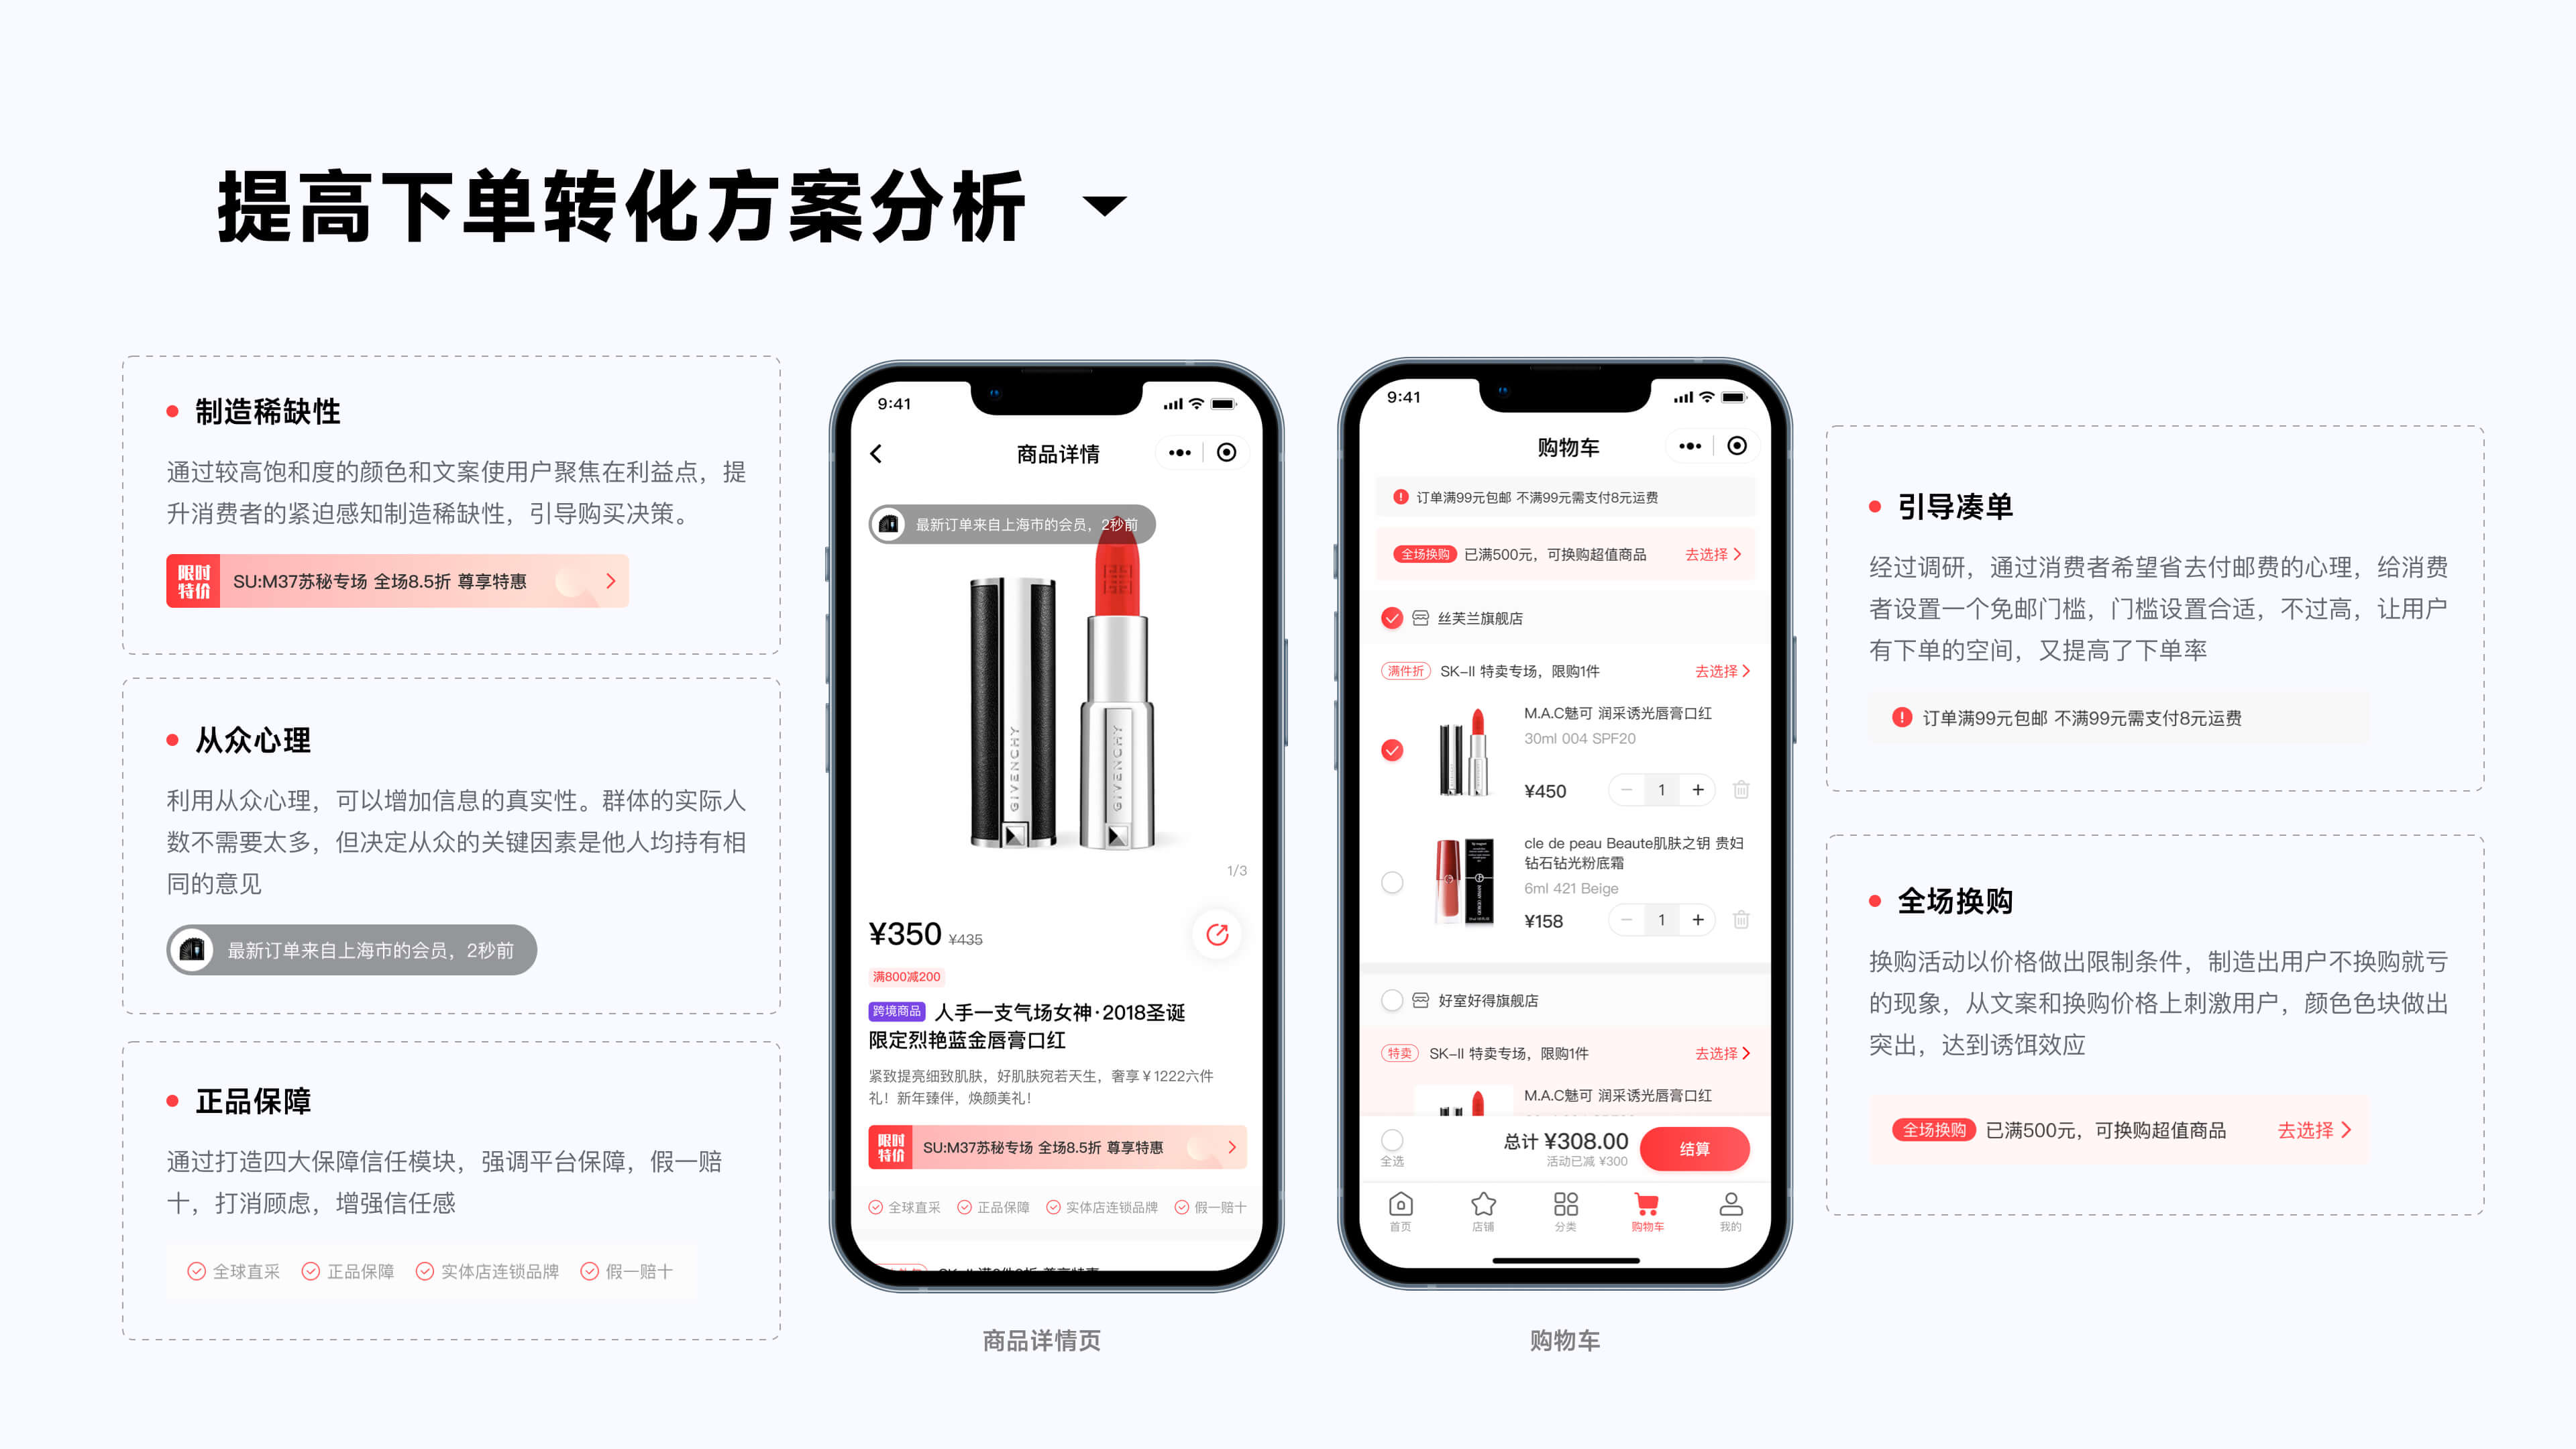 提高下单转化方案分析
制造稀缺性
通过较高饱和度的颜色和文案使用户聚焦在利益点，提
升消费者的紧迫感知制造稀缺性，引导购买决策。
限时
特价
SU:M37苏秘专场 全场8.5折 尊享特惠
从众心理
利用从众心理，可以增加信息的真实性。群体的实际人
数不需要太多，但决定从众的关键因素是他人均持有相
同的意见
最新订单来自上海市的会员，2秒前
正品保障
通过打造四大保障信任模块，强调平台保障，假一赔
十，打消顾虑，增强信任感
全球直采 正品保障 实体店连锁品牌 假一赔十
9:41
商品详情
最新订单来自上海市的会员，2秒前
GIVENCHY
GIVENCHY
1/3
¥350 ¥435
满800减200
跨境商品 人手一支气场女神·2018圣诞
限定烈艳蓝金唇膏口红
紧致提亮细致肌肤，好肌肤宛若天生，奢享￥1222六件
礼！新年臻伴，焕颜美礼！
限时
特价
SU:M37苏秘专场 全场8.5折 尊享特惠
全球直采 正品保障 实体店连锁品牌 假一赔十
商品详情页
9:41
购物车
订单满99元包邮 不满99元需支付8元运费
全场换购 已满500元，可换购超值商品 去选择
丝芙兰旗舰店
满件折 SK-II 特卖专场，限购1件 去选择
M.A.C魅可 润采诱光唇膏口红
30ml 004 SPF20
¥450 1
cle de peau Beaute肌肤之钥 贵妇
钻石钻光粉底霜
6ml 421 Beige
¥158 1
好室好得旗舰店
特卖 SK-II 特卖专场，限购1件 去选择
M.A.C魅可 润采诱光唇膏口红
全选
总计 ¥308.00
活动已减 ¥300
结算
首页 店铺 分类 购物车 我的
购物车
引导凑单
经过调研，通过消费者希望省去付邮费的心理，给消费
者设置一个免邮门槛，门槛设置合适，不过高，让用户
有下单的空间，又提高了下单率
订单满99元包邮 不满99元需支付8元运费
全场换购
换购活动以价格做出限制条件，制造出用户不换购就亏
的现象，从文案和换购价格上刺激用户，颜色色块做出
突出，达到诱饵效应
全场换购 已满500元，可换购超值商品 去选择